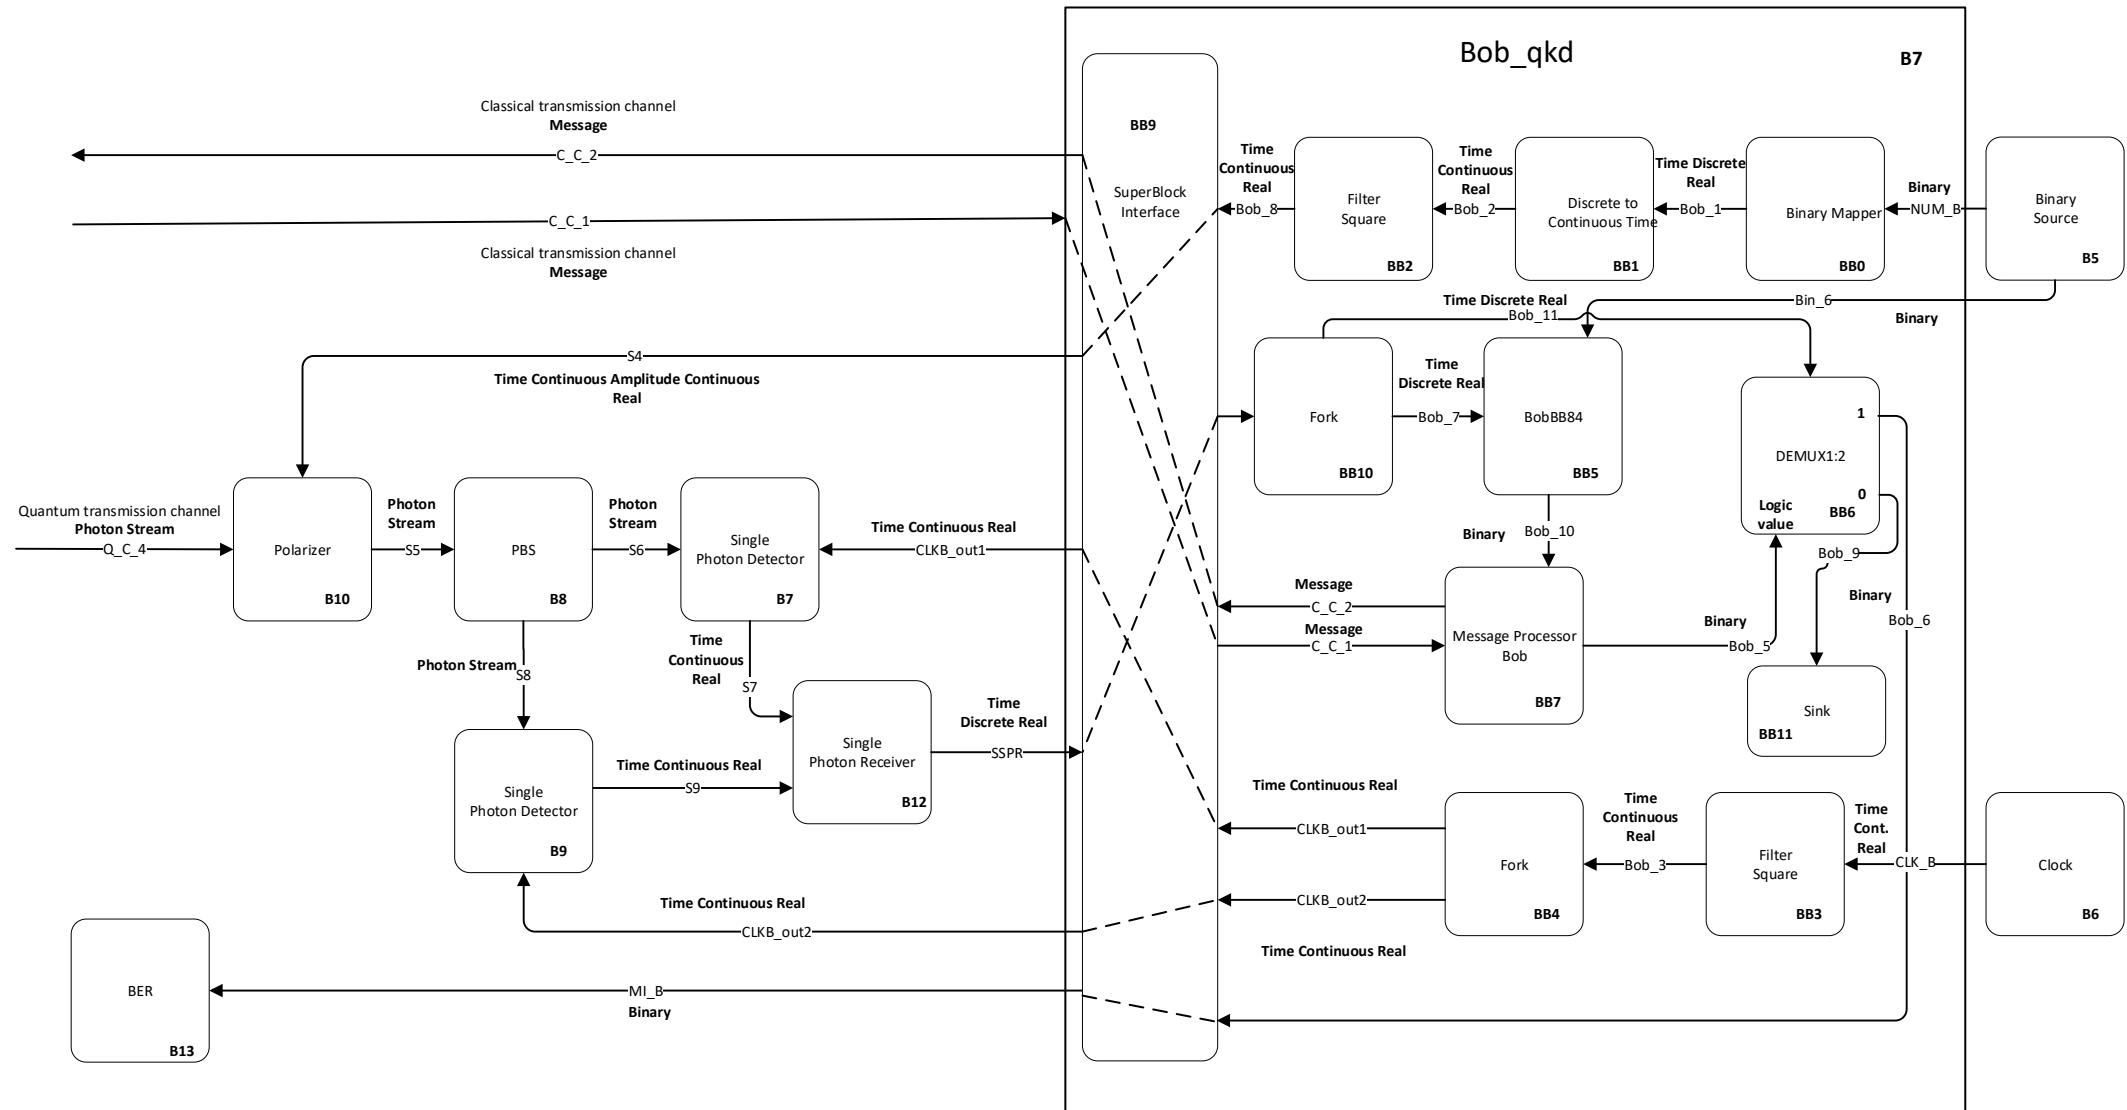 Bob_qkd
B7
Classical transmission channel
Message
C_C_2
C_C_1
Classical transmission channel
Message
BB9
SuperBlock
Interface
Time
Continuous
Real
Bob_8
Filter
Square
BB2
Time
Continuous
Real
Bob_2
Discrete to
Continuous Time
BB1
Time Discrete
Real
Bob_1
Binary Mapper
BB0
Binary
NUM_B
Binary
Source
B5
Time Discrete Real
Bob_11
Bin_6
Binary
S4
Time Continuous Amplitude Continuous
Real
Fork
BB10
Time
Discrete Real
Bob_7
BobBB84
BB5
1
DEMUX1:2
0
Logic
value
BB6
Quantum transmission channel
Photon Stream
Q_C_4
Polarizer
B10
Photon
Stream
S5
PBS
B8
Photon
Stream
S6
Single
Photon Detector
B7
Time Continuous Real
CLKB_out1
Binary
Bob_10
Bob_9
Binary
Bob_6
Message
C_C_2
Message
C_C_1
Message Processor
Bob
BB7
Binary
Bob_5
Sink
BB11
Photon Stream
S8
Time
Continuous
Real
S7
Single
Photon Receiver
B12
Time
Discrete Real
SSPR
Single
Photon Detector
B9
Time Continuous Real
S9
Time Continuous Real
CLKB_out1
CLKB_out2
Time Continuous Real
Fork
BB4
Time
Continuous
Real
Bob_3
Filter
Square
BB3
Time
Cont.
Real
CLK_B
Clock
B6
Time Continuous Real
CLKB_out2
BER
B13
MI_B
Binary